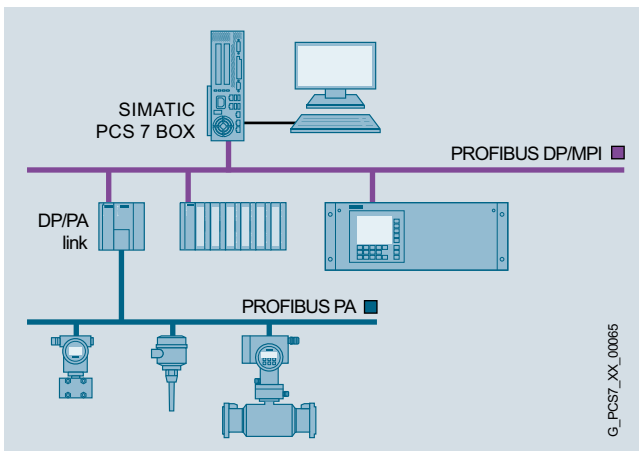 SIMATIC
PCS 7 BOX
PROFIBUS DP/MPI
DP/PA
link
PROFIBUS PA
G_PCS7_XX_00065